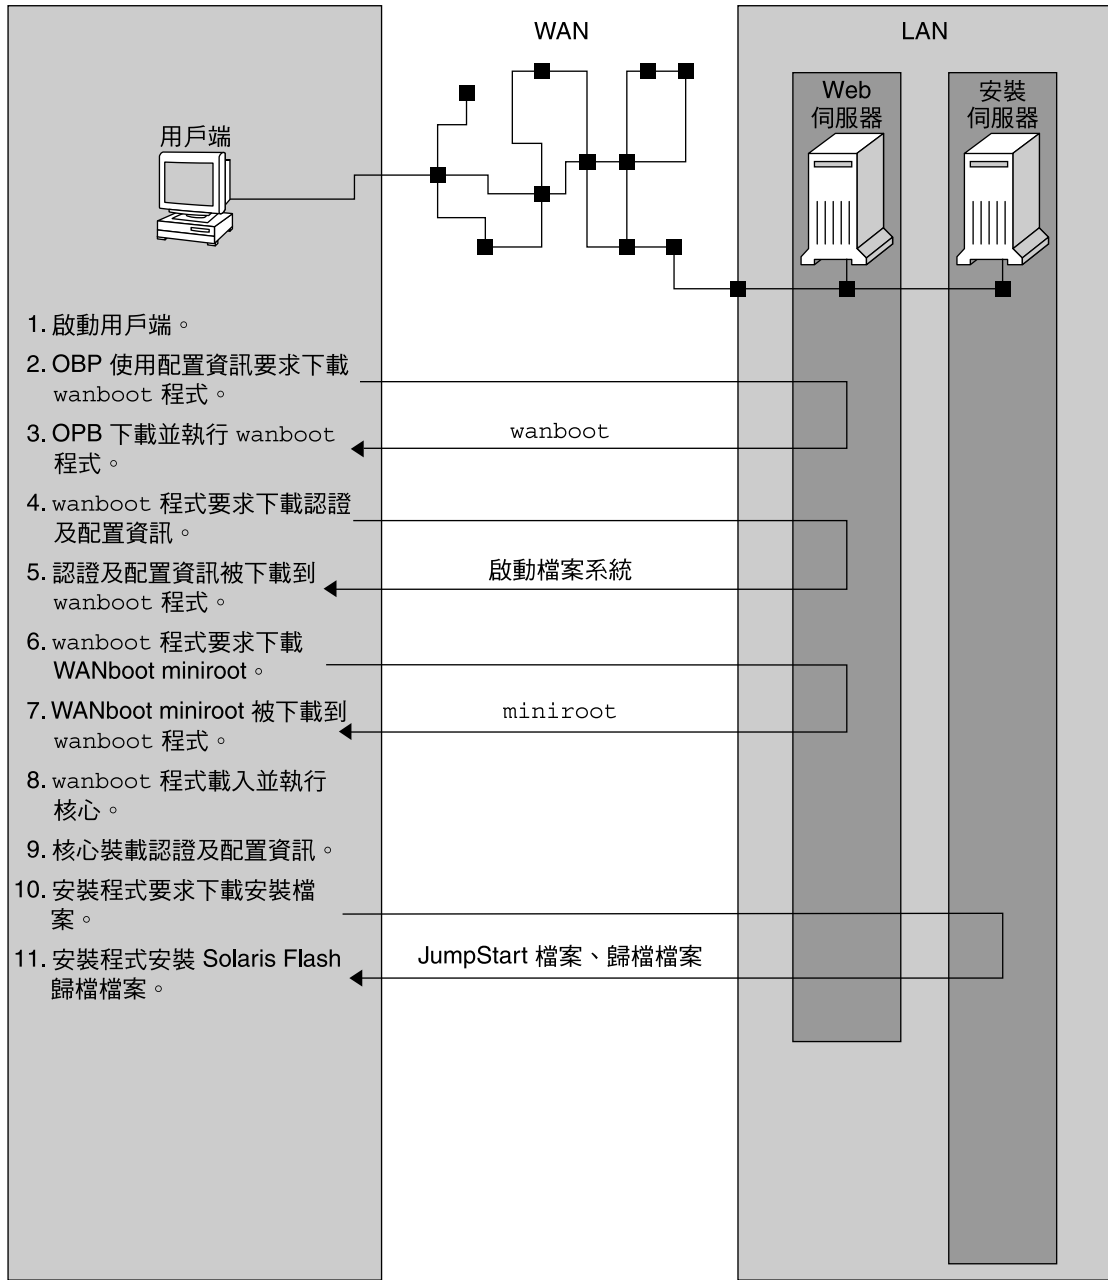 WAN
LAN
Web
伺服器
安裝
伺服器
用戶端
1. 啟動用戶端。
2. OBP 使用配置資訊要求下載
wanboot 程式。
3. OPB 下載並執行 wanboot
程式。
wanboot
4. wanboot 程式要求下載認證
及配置資訊。
5. 認證及配置資訊被下載到
wanboot 程式。
啟動檔案系統
6. wanboot 程式要求下載
WANboot miniroot。
7. WANboot miniroot 被下載到
wanboot 程式。
miniroot
8. wanboot 程式載入並執行
核心。
9. 核心裝載認證及配置資訊。
10. 安裝程式要求下載安裝檔
案。
11. 安裝程式安裝 Solaris Flash
歸檔檔案。
JumpStart 檔案、歸檔檔案